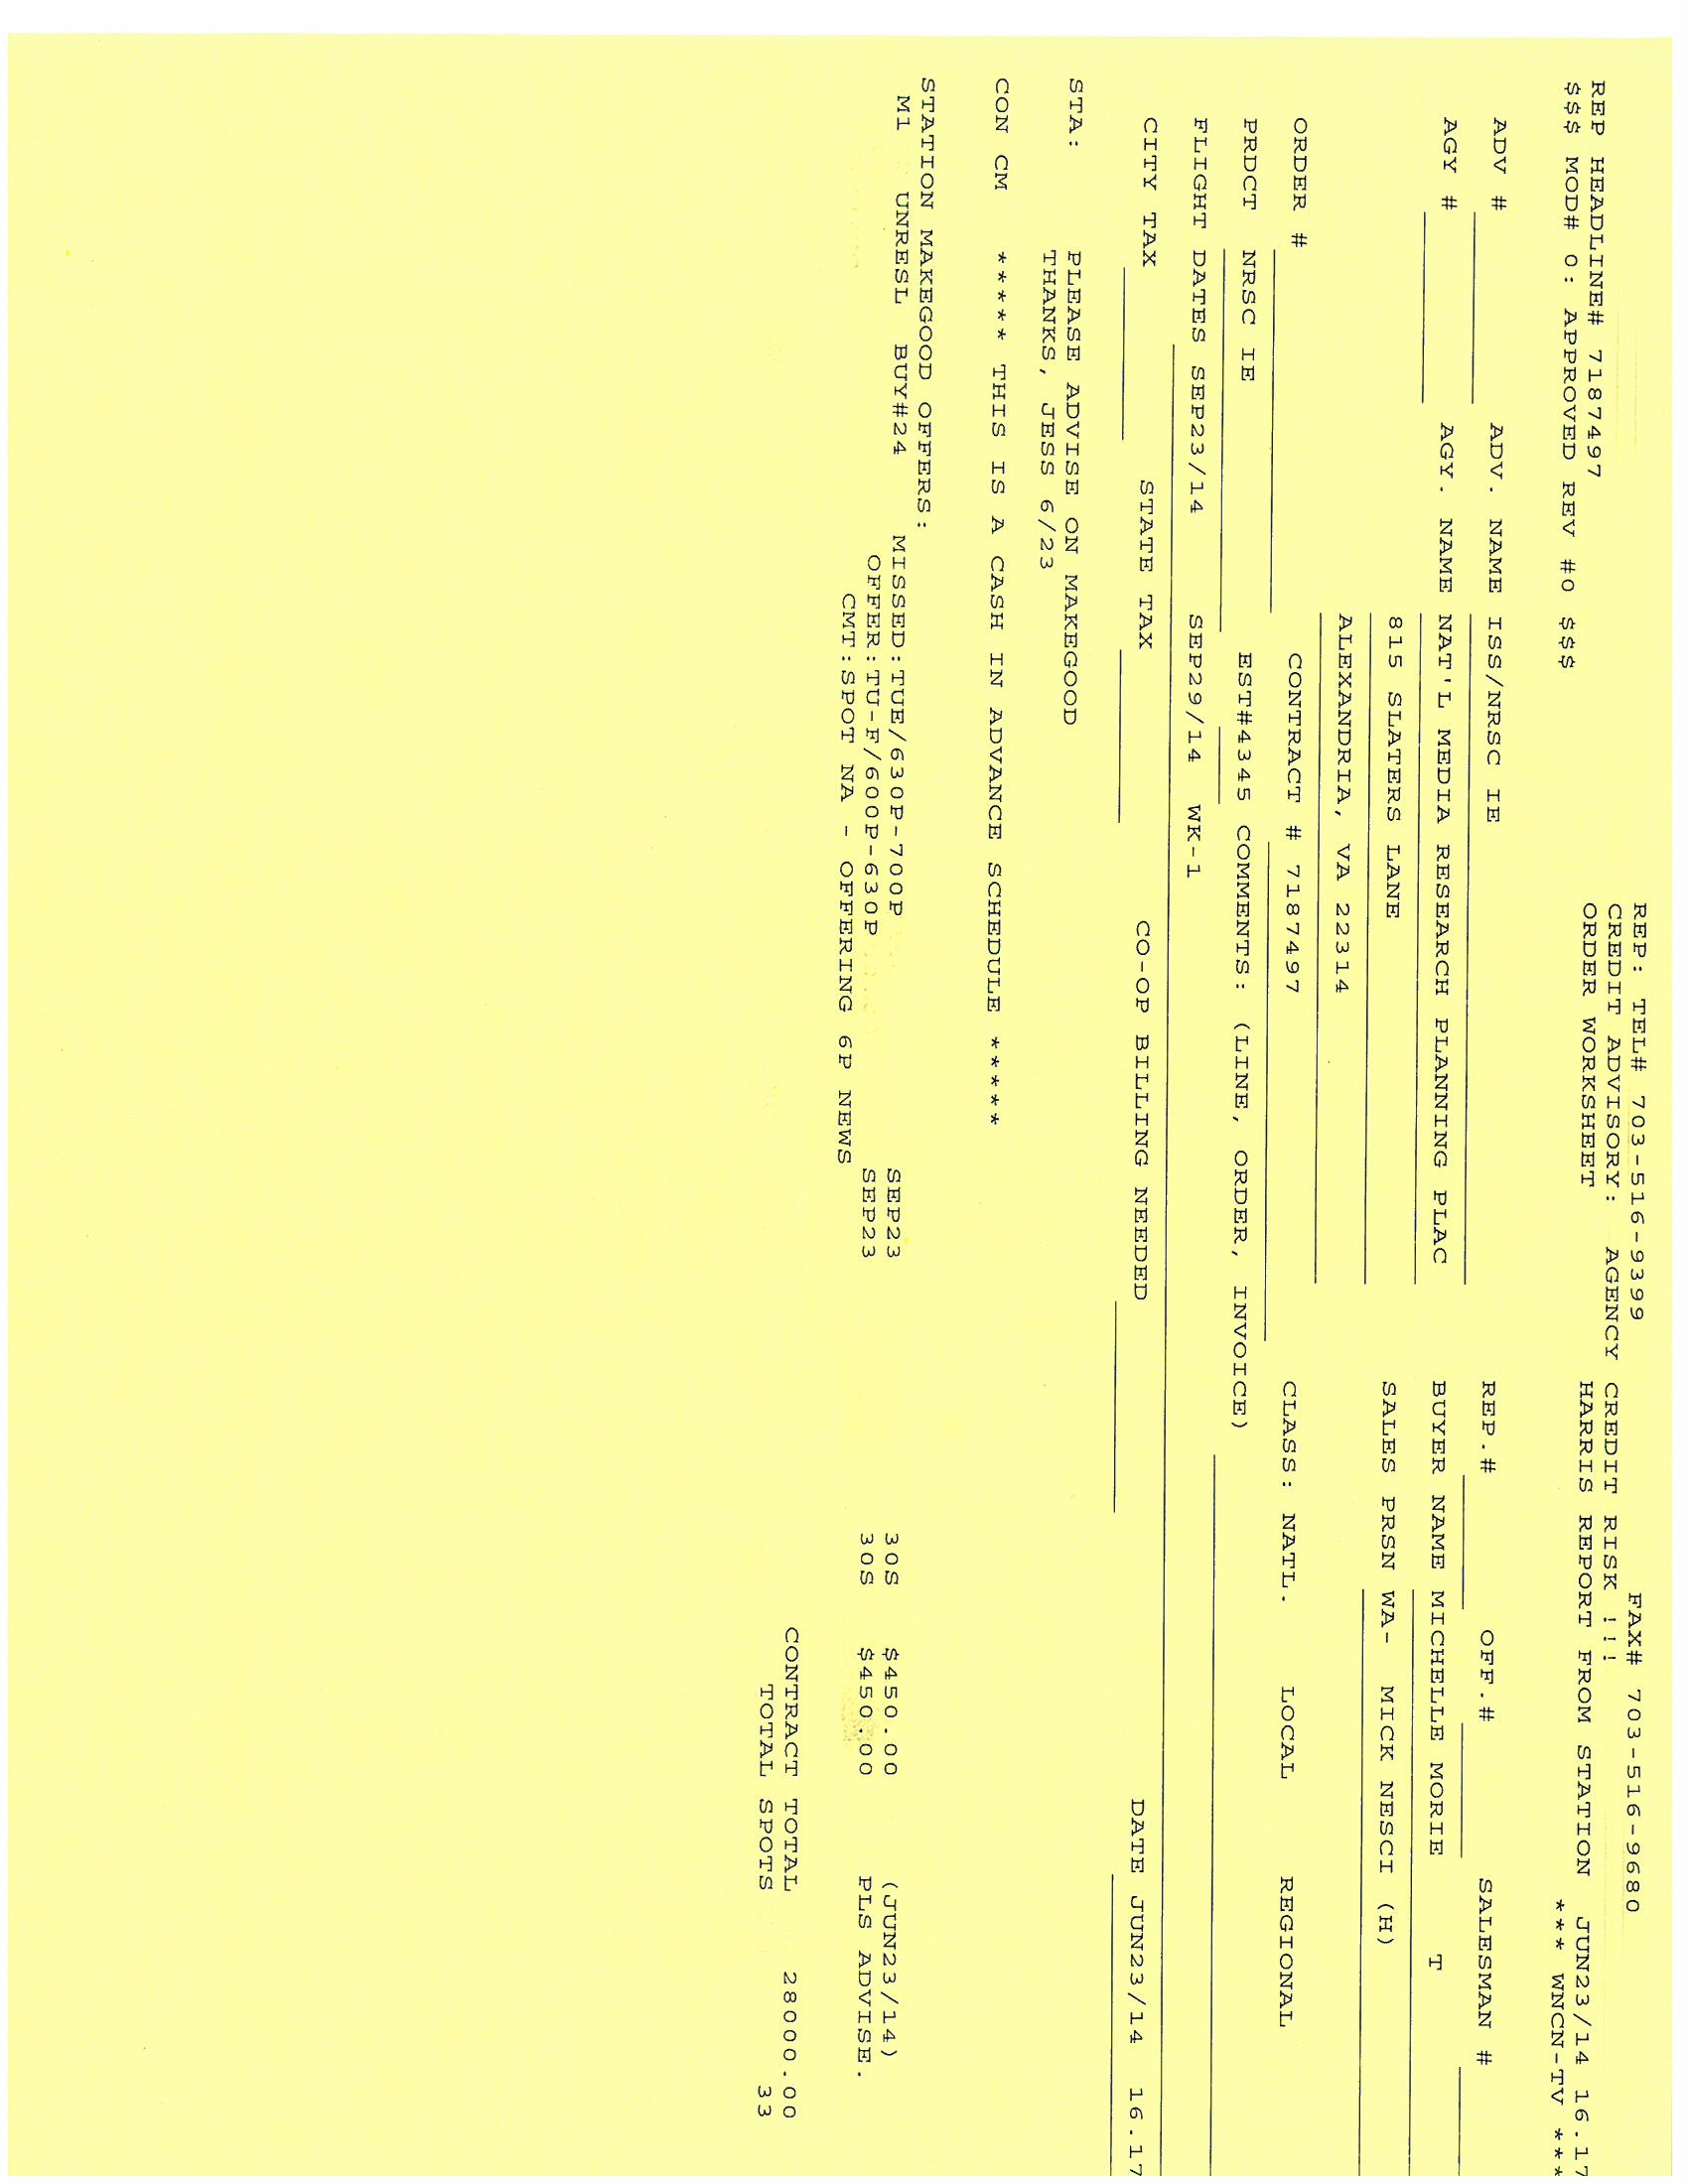 REP: TEL# 703-516-9399 FAX# 703-516-9680
CREDIT ADVISORY: AGENCY CREDIT RISK !!!
REP HEADLINE# 7187497 ORDER WORKSHEET HARRIS REPORT FROM STATION JUN23/14 16.17
$$$ MOD# 0: APPROVED REV #0 $$$ *** WNCN-TV ***
ADV # ADV. NAME ISS/NRSC IE REP.# OFF.# SALESMAN #
AGY # AGY. NAME NAT'L MEDIA RESEARCH PLANNING PLAC BUYER NAME MICHELLE MORIE T
815 SLATERS LANE SALES PRSN WA- MICK NESCI (H)
ALEXANDRIA, VA 22314
ORDER # CONTRACT # 7187497 CLASS: NATL. LOCAL REGIONAL
PRDCT NRSC IE EST#4345 COMMENTS: (LINE, ORDER, INVOICE)
FLIGHT DATES SEP23/14 SEP29/14 WK-1
CITY TAX STATE TAX CO-OP BILLING NEEDED DATE JUN23/14 16.17
STA: PLEASE ADVISE ON MAKEGOOD
THANKS, JESS 6/23
CON CM ***** THIS IS A CASH IN ADVANCE SCHEDULE *****
STATION MAKEGOOD OFFERS:
M1 UNRESL BUY#24 MISSED:TUE/630P-700P SEP23 30S $450.00 (JUN23/14)
OFFER:TU-F/600P-630P SEP23 30S $450.00 PLS ADVISE.
CMT:SPOT NA - OFFERING 6P NEWS
CONTRACT TOTAL 28000.00
TOTAL SPOTS 33